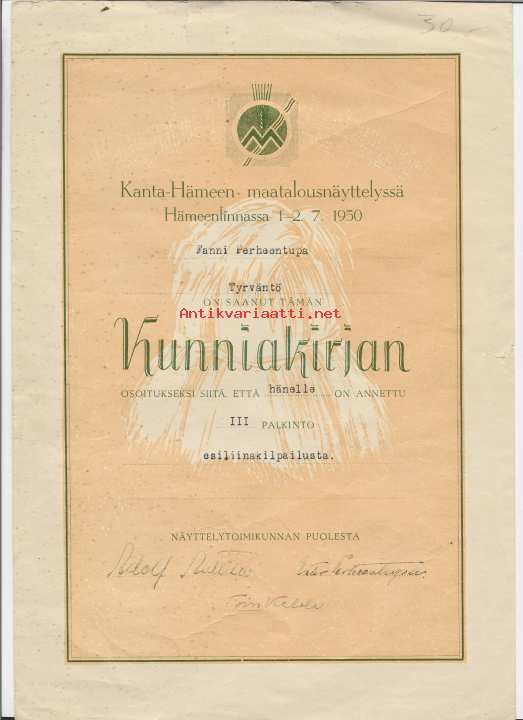 30
Kanta-Hämeen maatalousnäyttelyssä
Hämeenlinnassa 1-2. 7. 1950
Fanni Perheentupa
Tyrväntö
ON SAANUT TÄMÄN
Antikvariaatti.net
Kunniakirjan
OSOITUKSEKSI SIITÄ, ETTÄ hänelle ON ANNETTU
III PALKINTO
esiliinakilpailusta.
NÄYTTELYTOIMIKUNNAN PUOLESTA
Adolf